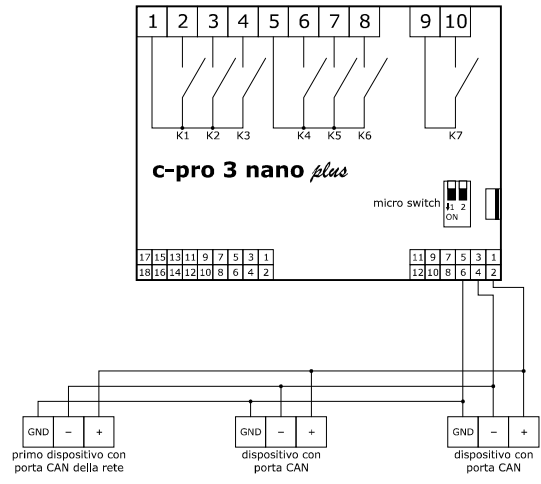 1 2 3 4 5 6 7 8 9 10
K1 K2 K3 K4 K5 K6 K7
c-pro 3 nano plus
micro switch
1 2
ON
17 15 13 11 9 7 5 3 1 11 9 7 5 3 1
18 16 14 12 10 8 6 4 2 12 10 8 6 4 2
GND − + GND − + GND − +
primo dispositivo con dispositivo con dispositivo con
porta CAN della rete porta CAN porta CAN